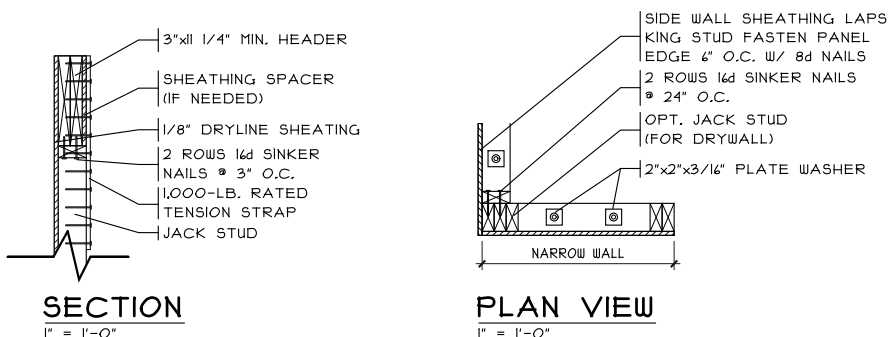 3"x11 1/4" MIN. HEADER
SHEATHING SPACER
(IF NEEDED)
1/8" DRYLINE SHEATING
2 ROWS 16d SINKER
NAILS @ 3" O.C.
1,000-LB. RATED
TENSION STRAP
JACK STUD
SECTION
1" = 1'-0"
SIDE WALL SHEATHING LAPS
KING STUD FASTEN PANEL
EDGE 6" O.C. W/ 8d NAILS
2 ROWS 16d SINKER NAILS
@ 24" O.C.
OPT. JACK STUD
(FOR DRYWALL)
2"x2"x3/16" PLATE WASHER
NARROW WALL
PLAN VIEW
1" = 1'-0"